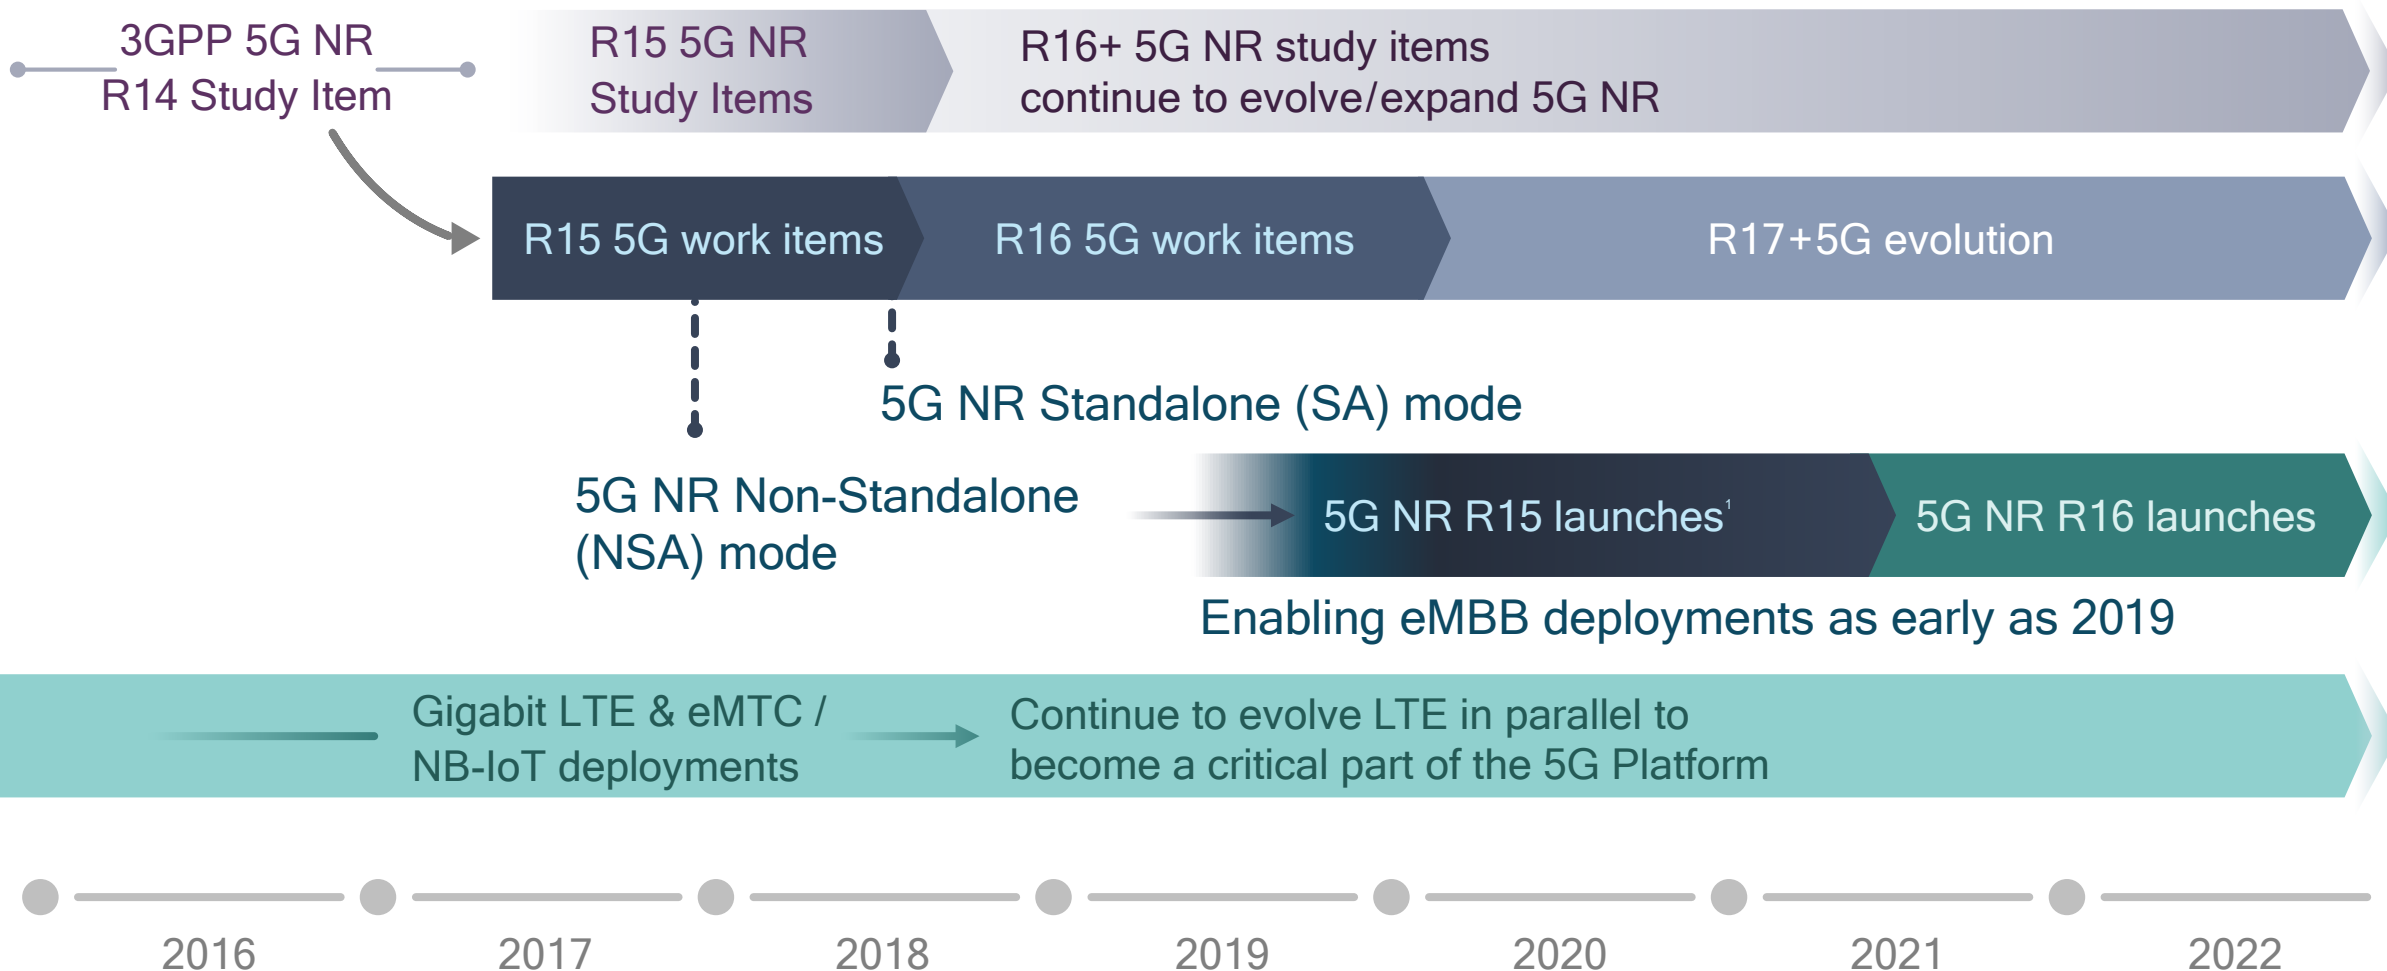 3GPP 5G NR
R14 Study Item
R15 5G NR
Study Items
R16+ 5G NR study items
continue to evolve/expand 5G NR
R15 5G work items
R16 5G work items
R17+5G evolution
5G NR Standalone (SA) mode
5G NR Non-Standalone
(NSA) mode
5G NR R15 launches¹
5G NR R16 launches
Enabling eMBB deployments as early as 2019
Gigabit LTE & eMTC /
NB-IoT deployments
Continue to evolve LTE in parallel to
become a critical part of the 5G Platform
2016
2017
2018
2019
2020
2021
2022